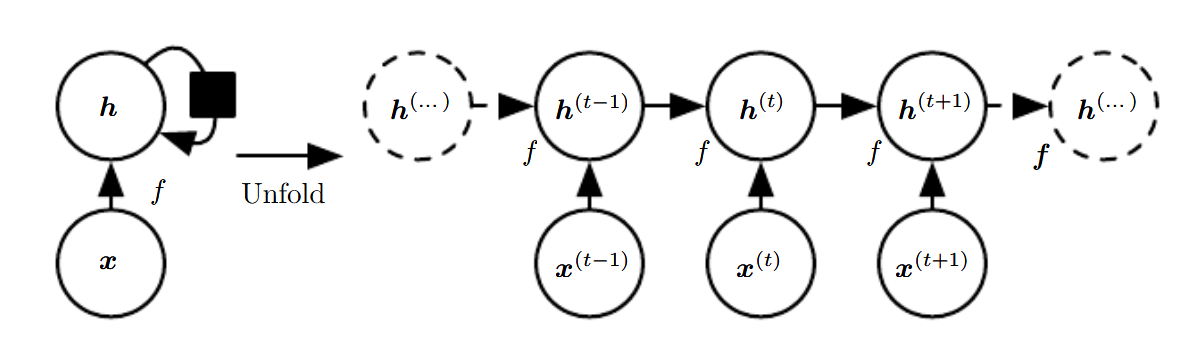 h h(...) h(t−1) h(t) h(t+1) h(...)
f f f f
f Unfold
x x(t−1) x(t) x(t+1)